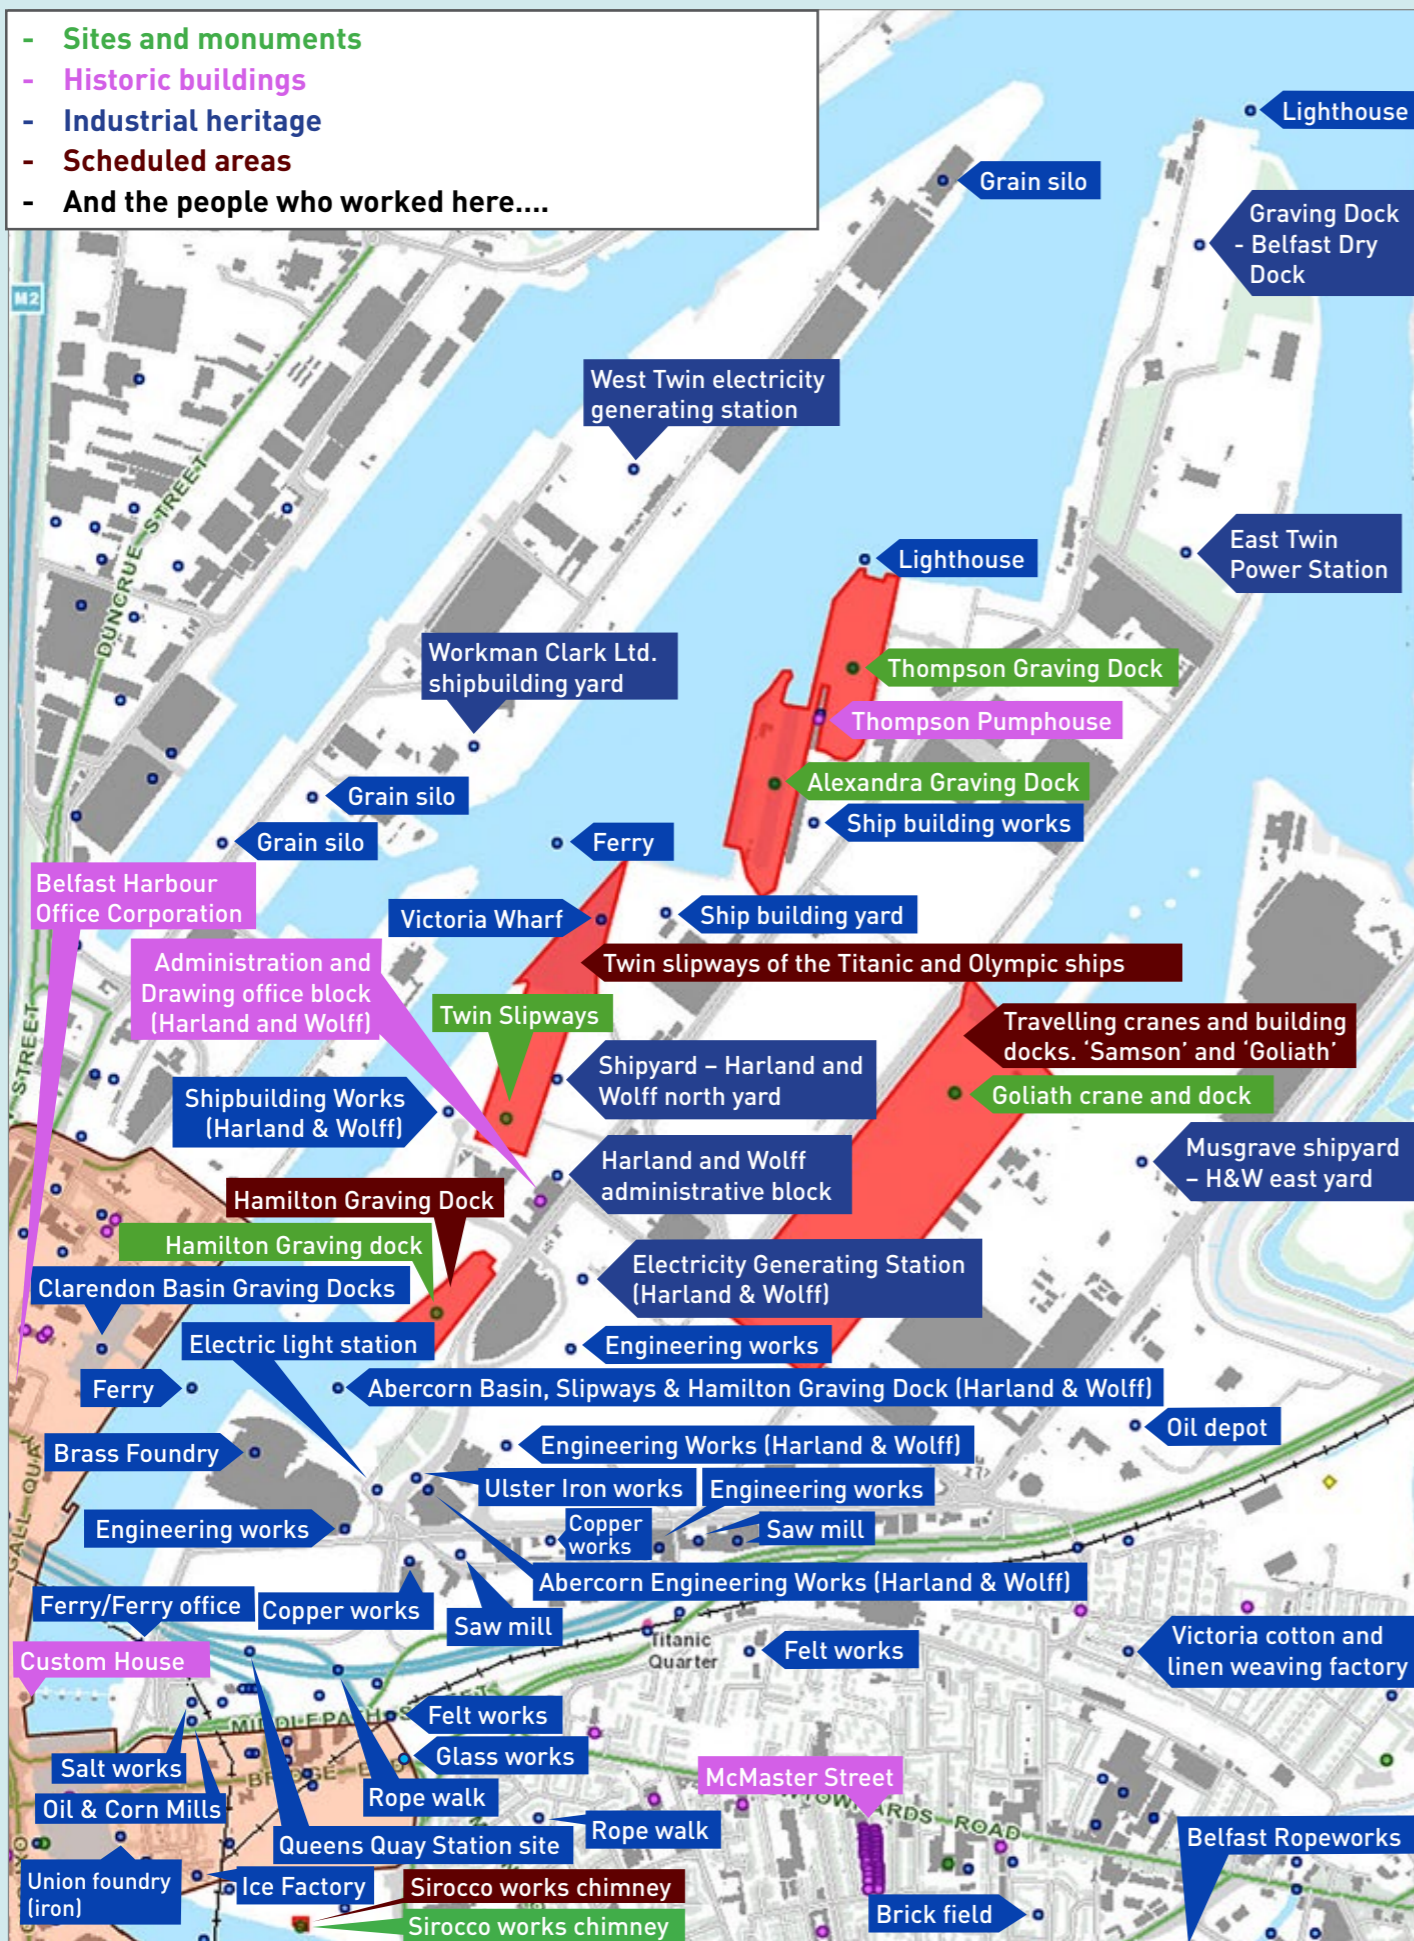 - Sites and monuments
- Historic buildings
- Industrial heritage
- Scheduled areas
- And the people who worked here....
Lighthouse
Grain silo
Graving Dock
- Belfast Dry
Dock
M2
West Twin electricity
generating station
DUNCRUE STREET
East Twin
Power Station
Lighthouse
Workman Clark Ltd.
shipbuilding yard
Thompson Graving Dock
Thompson Pumphouse
Alexandra Graving Dock
Grain silo
Ship building works
Grain silo
Ferry
Belfast Harbour
Office Corporation
Victoria Wharf
Ship building yard
Administration and
Drawing office block
(Harland and Wolff)
Twin slipways of the Titanic and Olympic ships
Twin Slipways
STREET
Travelling cranes and building
docks. ‘Samson’ and ‘Goliath’
Shipyard – Harland and
Wolff north yard
Goliath crane and dock
Shipbuilding Works
(Harland & Wolff)
Musgrave shipyard
– H&W east yard
Harland and Wolff
administrative block
Hamilton Graving Dock
Hamilton Graving dock
Electricity Generating Station
(Harland & Wolff)
Clarendon Basin Graving Docks
Electric light station
Engineering works
Ferry
Abercorn Basin, Slipways & Hamilton Graving Dock (Harland & Wolff)
Oil depot
Brass Foundry
Engineering Works (Harland & Wolff)
Ulster Iron works
Engineering works
Engineering works
Copper
works
Saw mill
Abercorn Engineering Works (Harland & Wolff)
Ferry/Ferry office
Copper works
Saw mill
Titanic
Quarter
Felt works
Victoria cotton and
linen weaving factory
Custom House
MIDDLEPATH STREET
Felt works
Glass works
Salt works
BRIDGE END
Rope walk
McMaster Street
Oil & Corn Mills
NEWTOWNARDS ROAD
Rope walk
Queens Quay Station site
Belfast Ropeworks
Union foundry
(iron)
Ice Factory
Sirocco works chimney
Brick field
Sirocco works chimney